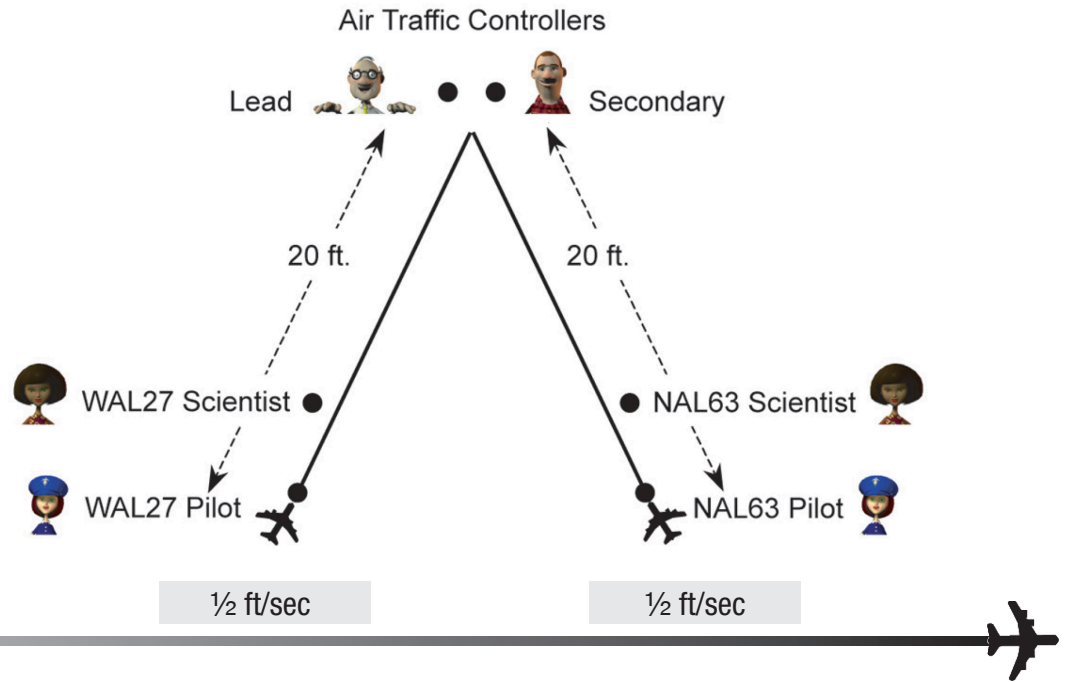 Air Traffic Controllers
Lead
Secondary
20 ft.
20 ft.
WAL27 Scientist
NAL63 Scientist
WAL27 Pilot
NAL63 Pilot
½ ft/sec
½ ft/sec